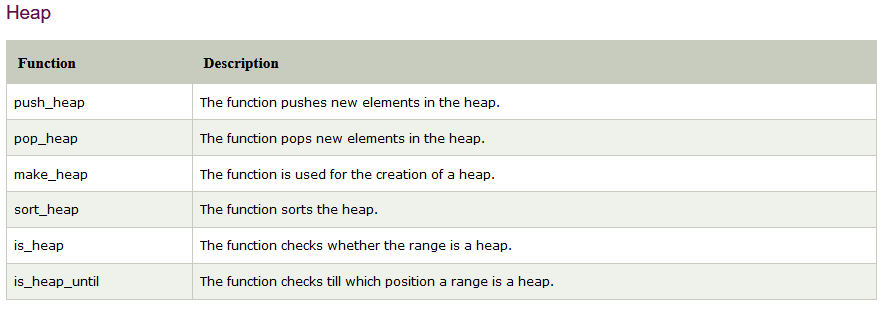 Heap
Function Description
push_heap The function pushes new elements in the heap.
pop_heap The function pops new elements in the heap.
make_heap The function is used for the creation of a heap.
sort_heap The function sorts the heap.
is_heap The function checks whether the range is a heap.
is_heap_until The function checks till which position a range is a heap.